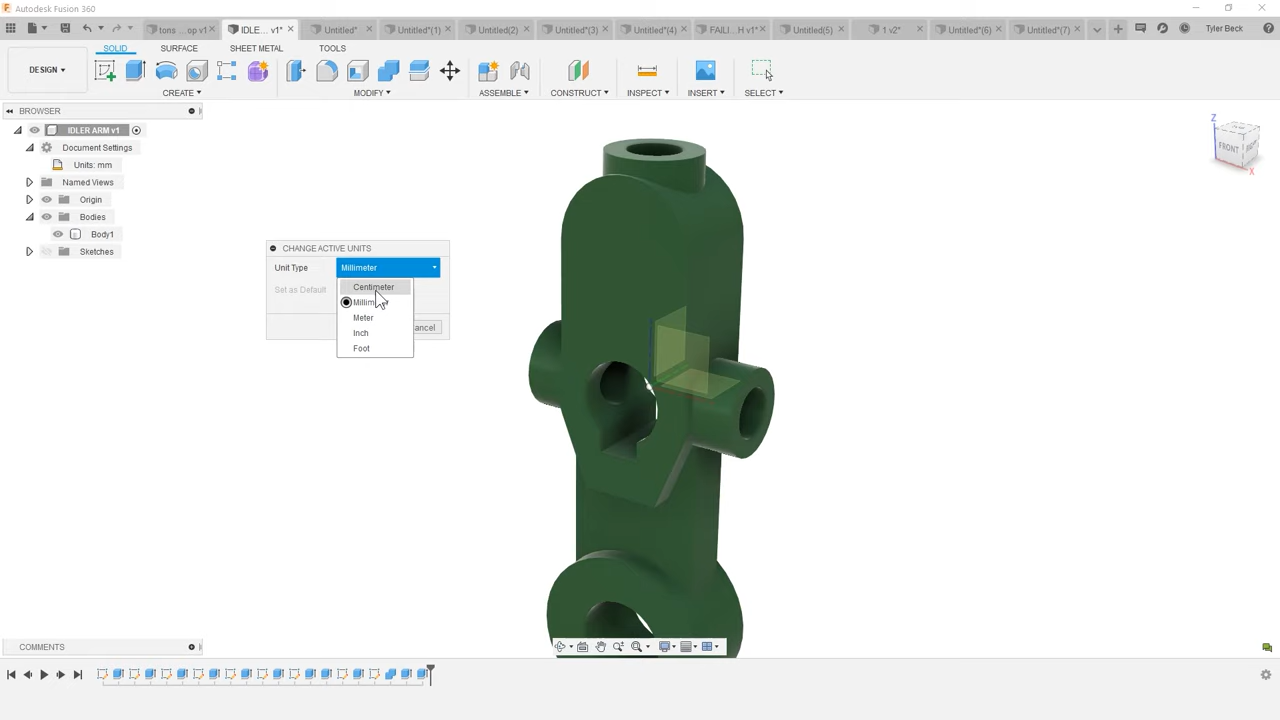 Autodesk Fusion 360
tons ... op v1
IDLE... v1*
Untitled*
Untitled*(1)
Untitled(2)
Untitled*(3)
Untitled*(4)
FAILI...H v1*
Untitled(5)
1 v2*
Untitled*(6)
Untitled*(7)
Tyler Beck
SOLID
SURFACE
SHEET METAL
TOOLS
DESIGN
CREATE
MODIFY
ASSEMBLE
CONSTRUCT
INSPECT
INSERT
SELECT
BROWSER
IDLER ARM v1
Document Settings
Units: mm
Named Views
Origin
Bodies
Body1
Sketches
CHANGE ACTIVE UNITS
Unit Type
Millimeter
Set as Default
Centimeter
Meter
Inch
Foot
Z
FRONT
X
COMMENTS